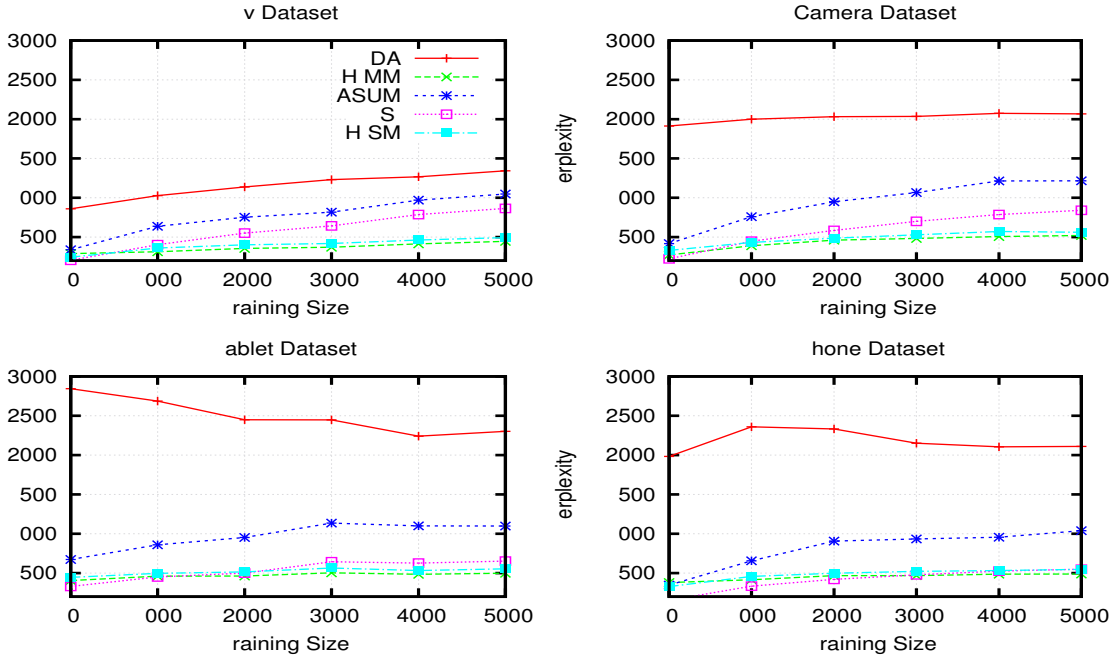 v Dataset
3000
2500
2000
500
000
500
DA
H MM
ASUM
S
H SM
0 000 2000 3000 4000 5000
raining Size
Camera Dataset
erplexity
3000
2500
2000
500
000
500
0 000 2000 3000 4000 5000
raining Size
ablet Dataset
3000
2500
2000
500
000
500
0 000 2000 3000 4000 5000
raining Size
hone Dataset
erplexity
3000
2500
2000
500
000
500
0 000 2000 3000 4000 5000
raining Size